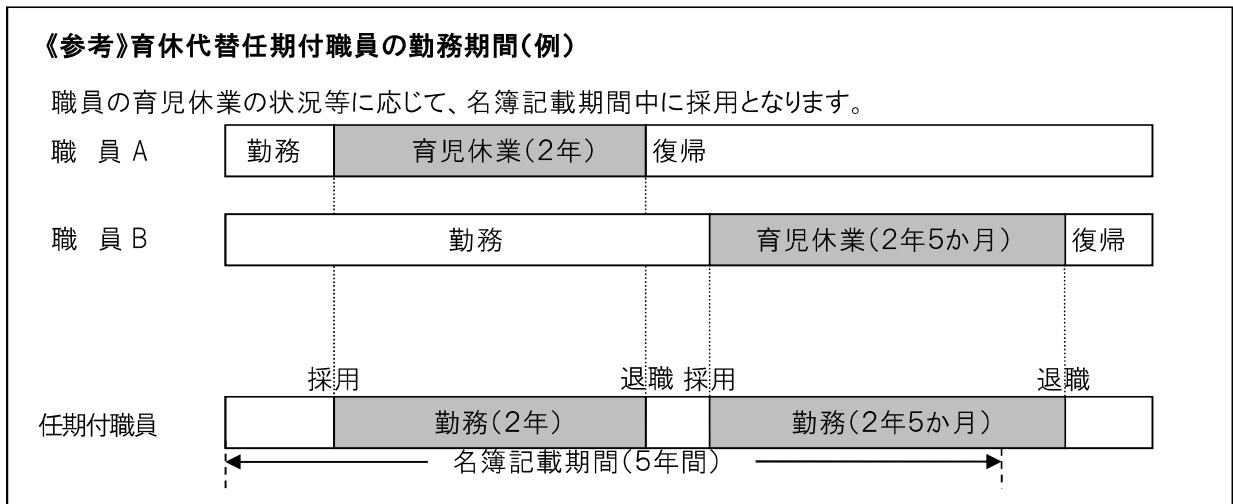 《参考》育休代替任期付職員の勤務期間(例)
職員の育児休業の状況等に応じて、名簿記載期間中に採用となります。
職 員 A 勤務 育児休業(2年) 復帰
職 員 B 勤務 育児休業(2年5か月) 復帰
採用 退職 採用 退職
任期付職員 勤務(2年) 勤務(2年5か月)
名簿記載期間(5年間)